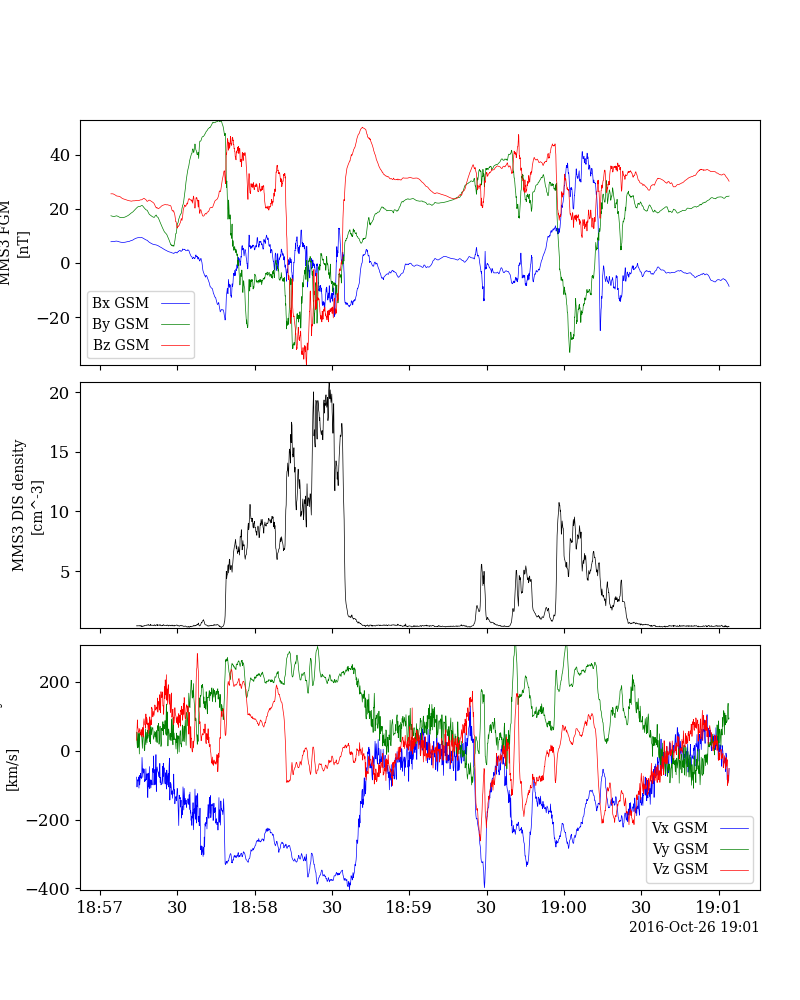 MMS3 FGM
[nT]
40
20
0
−20
Bx GSM
By GSM
Bz GSM
MMS3 DIS density
[cm^-3]
20
15
10
5
[km/s]
200
0
−200
−400
Vx GSM
Vy GSM
Vz GSM
18:57
30
18:58
30
18:59
30
19:00
30
19:01
2016-Oct-26 19:01